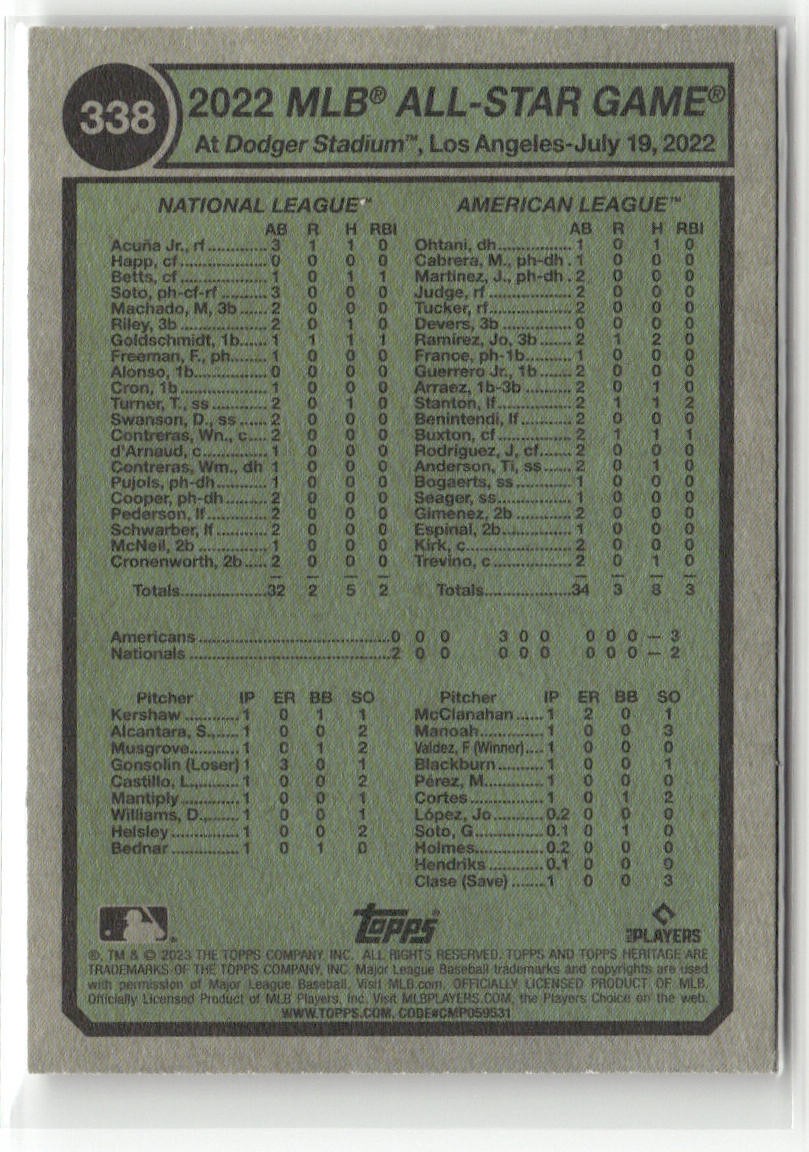 338
2022 MLB® ALL-STAR GAME®
At Dodger Stadium™, Los Angeles-July 19, 2022
NATIONAL LEAGUE™
AB R H RBI
Acuña Jr., rf.............3 1 1 0
Happ, cf....................0 0 0 0
Betts, cf....................1 0 1 1
Soto, ph-cf-rf..........3 0 0 0
Machado, M, 3b.....2 0 0 0
Riley, 3b...................2 0 1 0
Goldschmidt, 1b.....1 1 1 1
Freeman, F., ph......1 0 0 0
Alonso, 1b...............0 0 0 0
Cron, 1b...................1 0 0 0
Turner, T., ss...........2 0 1 0
Swanson, D., ss.....2 0 0 0
Contreras, Wn., c....2 0 0 0
d'Arnaud, c..............1 0 0 0
Contreras, Wm., dh 1 0 0 0
Pujols, ph-dh..........1 0 0 0
Cooper, ph-dh........2 0 0 0
Pederson, lf.............2 0 0 0
Schwarber, lf...........2 0 0 0
McNeil, 2b...............1 0 0 0
Cronenworth, 2b.....2 0 0 0
Totals....................32 2 5 2
AMERICAN LEAGUE™
AB R H RBI
Ohtani, dh................1 0 1 0
Cabrera, M., ph-dh.1 0 0 0
Martinez, J., ph-dh.2 0 0 0
Judge, rf..................2 0 0 0
Tucker, rf.................2 0 0 0
Devers, 3b...............0 0 0 0
Ramírez, Jo, 3b......2 1 2 0
France, ph-1b.........1 0 0 0
Guerrero Jr., 1b......2 0 0 0
Arraez, 1b-3b..........2 0 1 0
Stanton, lf................2 1 1 2
Benintendi, lf...........2 0 0 0
Buxton, cf................2 1 1 1
Rodríguez, J, cf......2 0 0 0
Anderson, Ti, ss.....2 0 1 0
Bogaerts, ss............1 0 0 0
Seager, ss...............1 0 0 0
Gimenez, 2b...........2 0 0 0
Espinal, 2b..............1 0 0 0
Kirk, c.......................2 0 0 0
Trevino, c.................2 0 1 0
Totals....................34 3 8 3
Americans..........................................0 0 0 3 0 0 0 0 0 – 3
Nationals...........................................2 0 0 0 0 0 0 0 0 – 2
Pitcher IP ER BB SO
Kershaw............1 0 1 1
Alcantara, S.,.....1 0 0 2
Musgrove...........1 0 1 2
Gonsolin (Loser) 1 3 0 1
Castillo, L.,.........1 0 0 2
Mantiply.............1 0 0 1
Williams, D.,.......1 0 0 1
Helsley...............1 0 0 2
Bednar...............1 0 1 0
Pitcher IP ER BB SO
McClanahan......1 2 0 1
Manoah..............1 0 0 3
Valdez, F (Winner)....1 0 0 0
Blackburn...........1 0 0 1
Pérez, M.............1 0 0 0
Cortes.................1 0 1 2
López, Jo...........0.2 0 0 0
Soto, G...............0.1 0 1 0
Holmes...............0.2 0 0 0
Hendriks.............0.1 0 0 0
Clase (Save).......1 0 0 3
topps®
MLB PLAYERS
®, TM & © 2023 THE TOPPS COMPANY, INC. ALL RIGHTS RESERVED. TOPPS AND TOPPS HERITAGE ARE
TRADEMARKS OF THE TOPPS COMPANY, INC. Major League Baseball trademarks and copyrights are used
with permission of Major League Baseball. Visit MLB.com. OFFICIALLY LICENSED PRODUCT OF MLB.
Officially Licensed Product of MLB Players, Inc. Visit MLBPLAYERS.COM, the Players Choice on the web.
WWW.TOPPS.COM. CODE#CMP059531